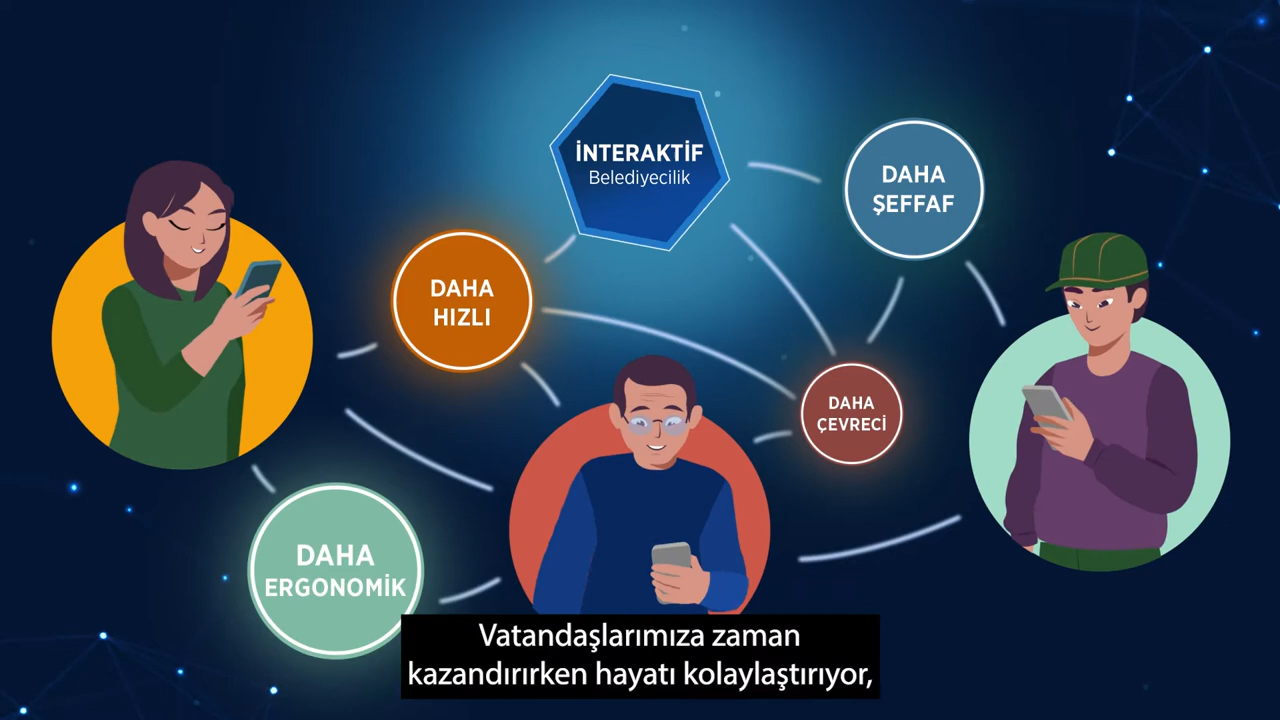 İNTERAKTİF
Belediyecilik
DAHA
ŞEFFAF
DAHA
HIZLI
DAHA
ÇEVRECİ
DAHA
ERGONOMİK
Vatandaşlarımıza zaman
kazandırırken hayatı kolaylaştırıyor,